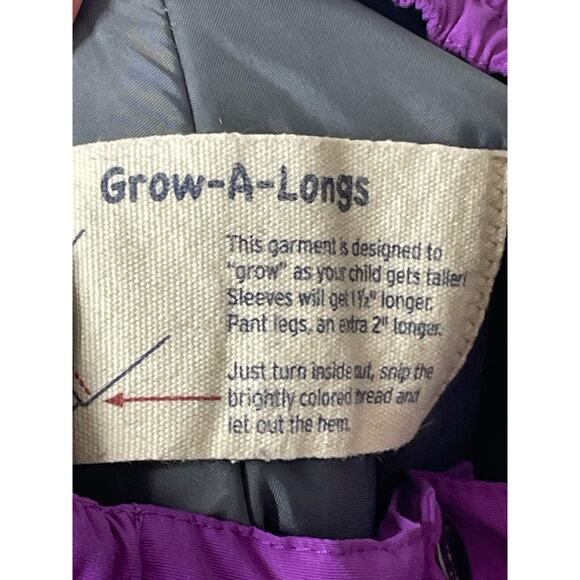 Grow-A-Longs
This garment is designed to
"grow" as your child gets taller!
Sleeves will get 1½" longer.
Pant legs, an extra 2" longer.
Just turn inside out, snip the
brightly colored thread and
let out the hem.